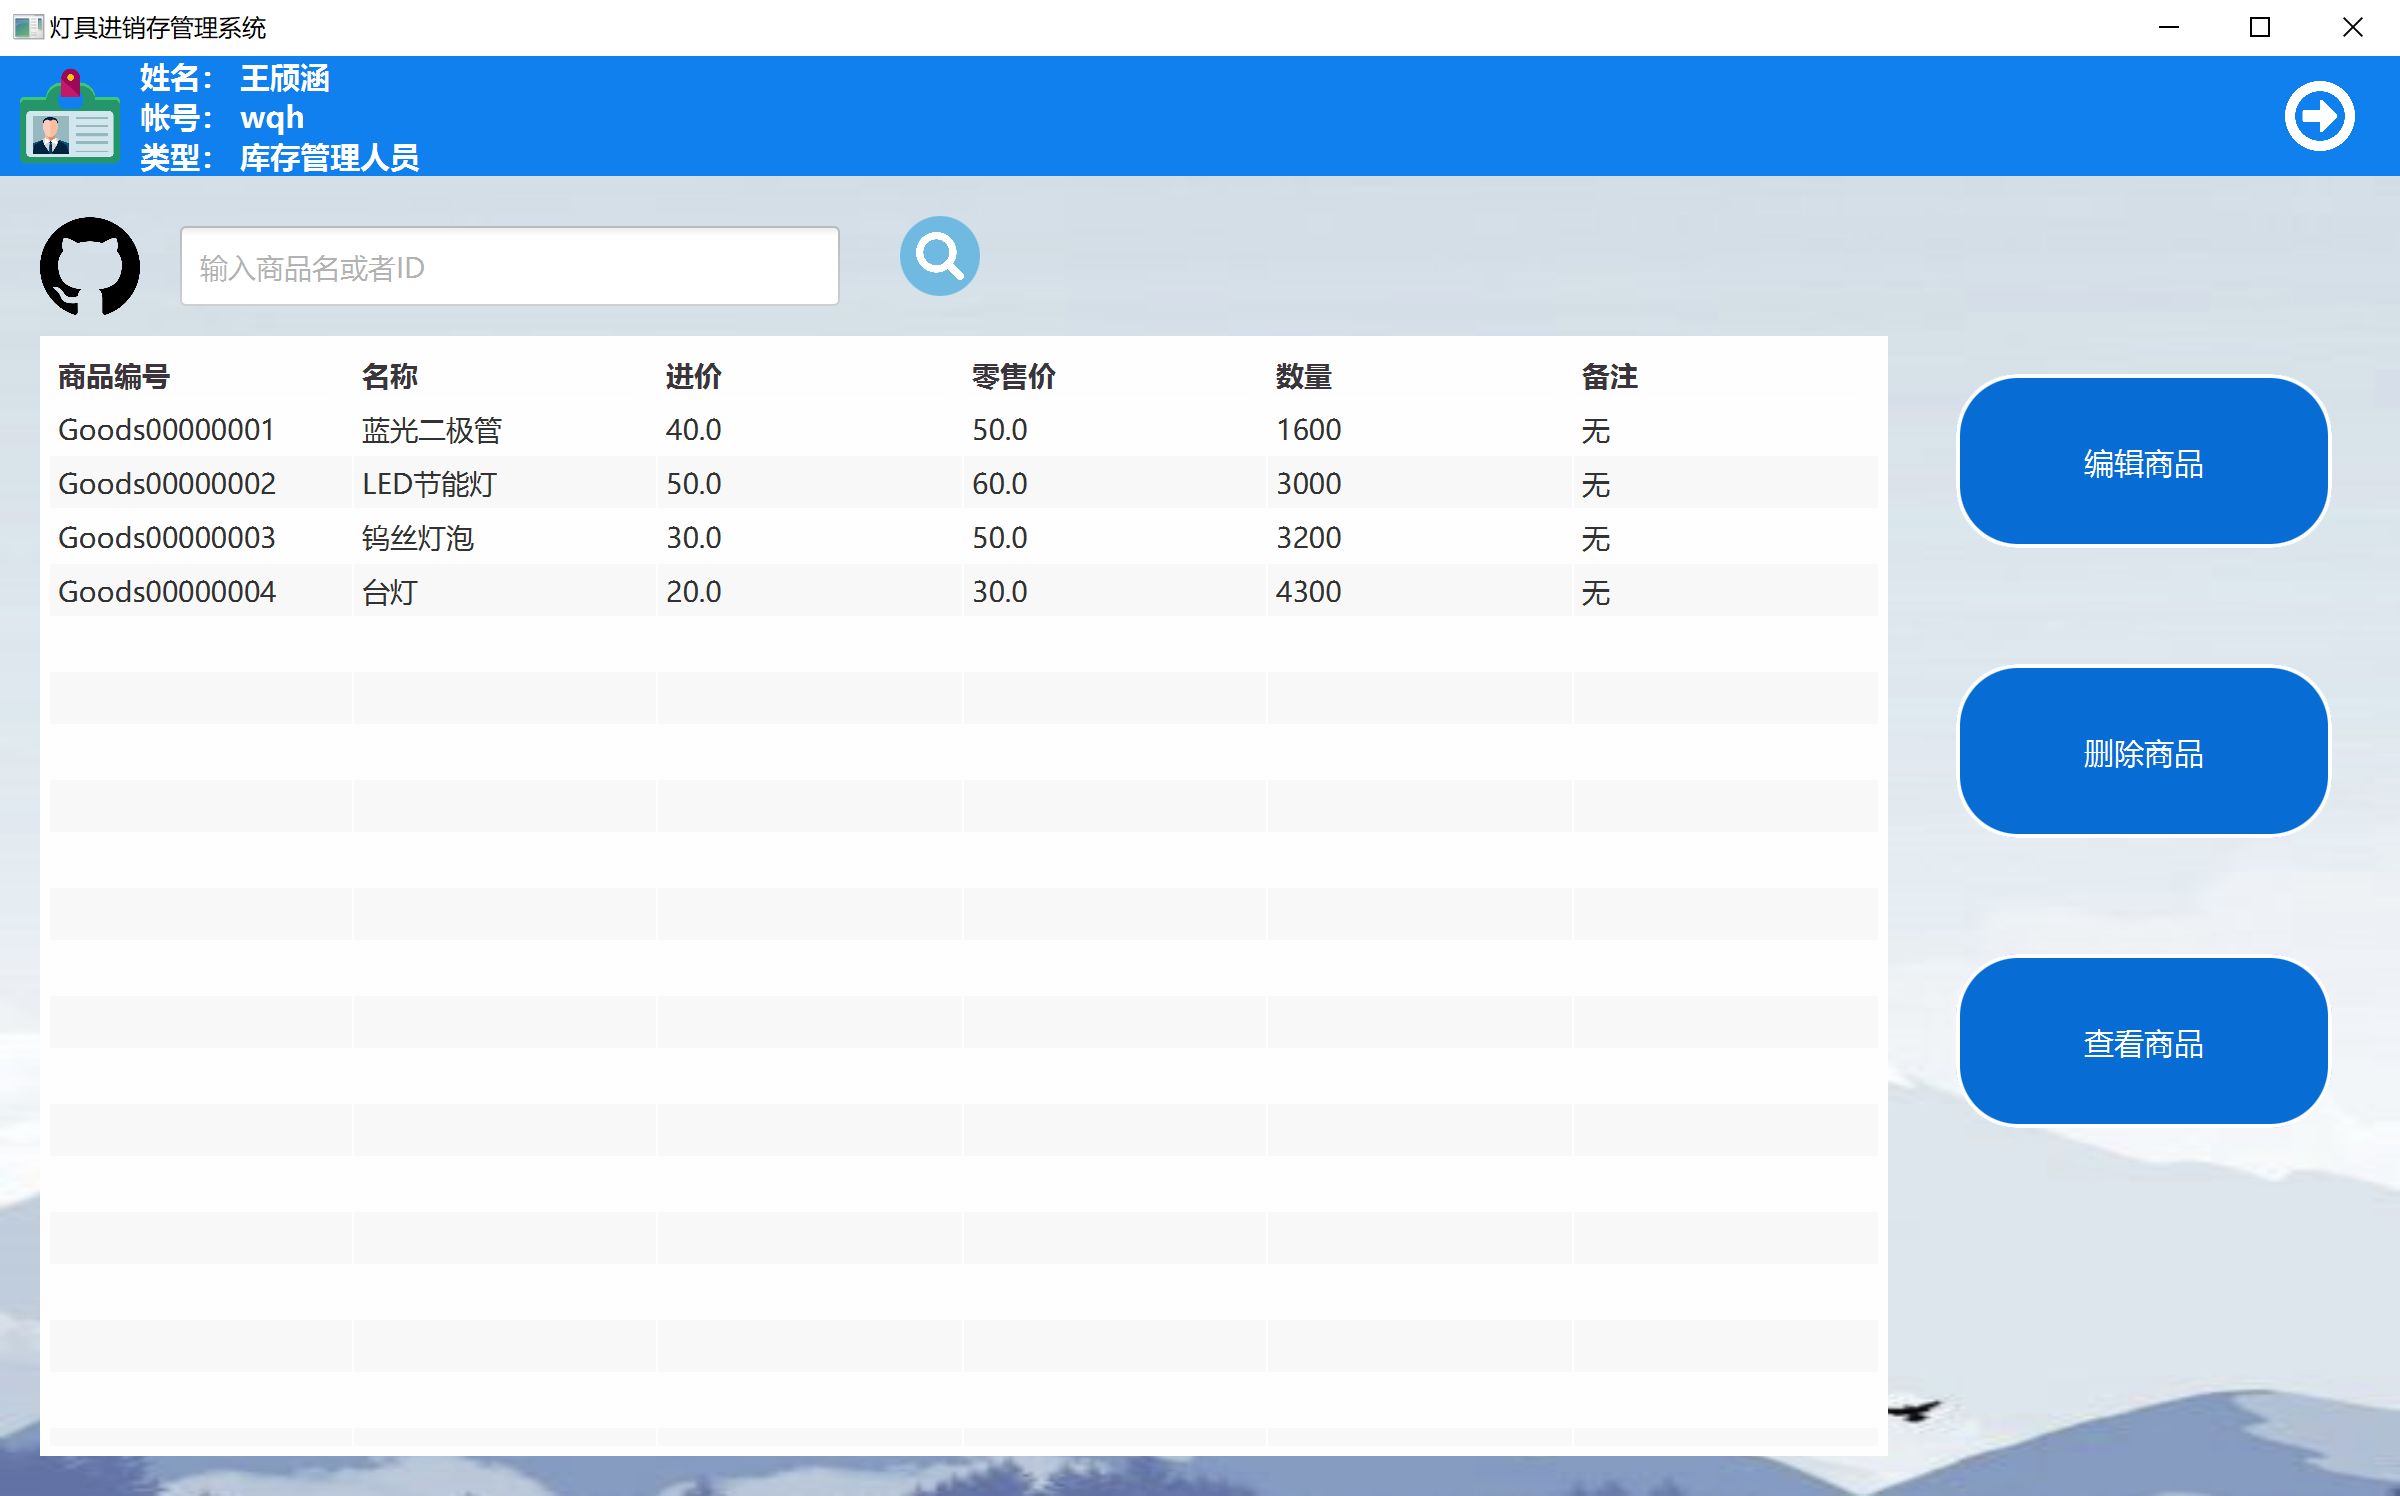 灯具进销存管理系统
姓名： 王颀涵
帐号： wqh
类型： 库存管理人员
输入商品名或者ID
商品编号 名称 进价 零售价 数量 备注
Goods00000001 蓝光二极管 40.0 50.0 1600 无
Goods00000002 LED节能灯 50.0 60.0 3000 无
Goods00000003 钨丝灯泡 30.0 50.0 3200 无
Goods00000004 台灯 20.0 30.0 4300 无
编辑商品
删除商品
查看商品